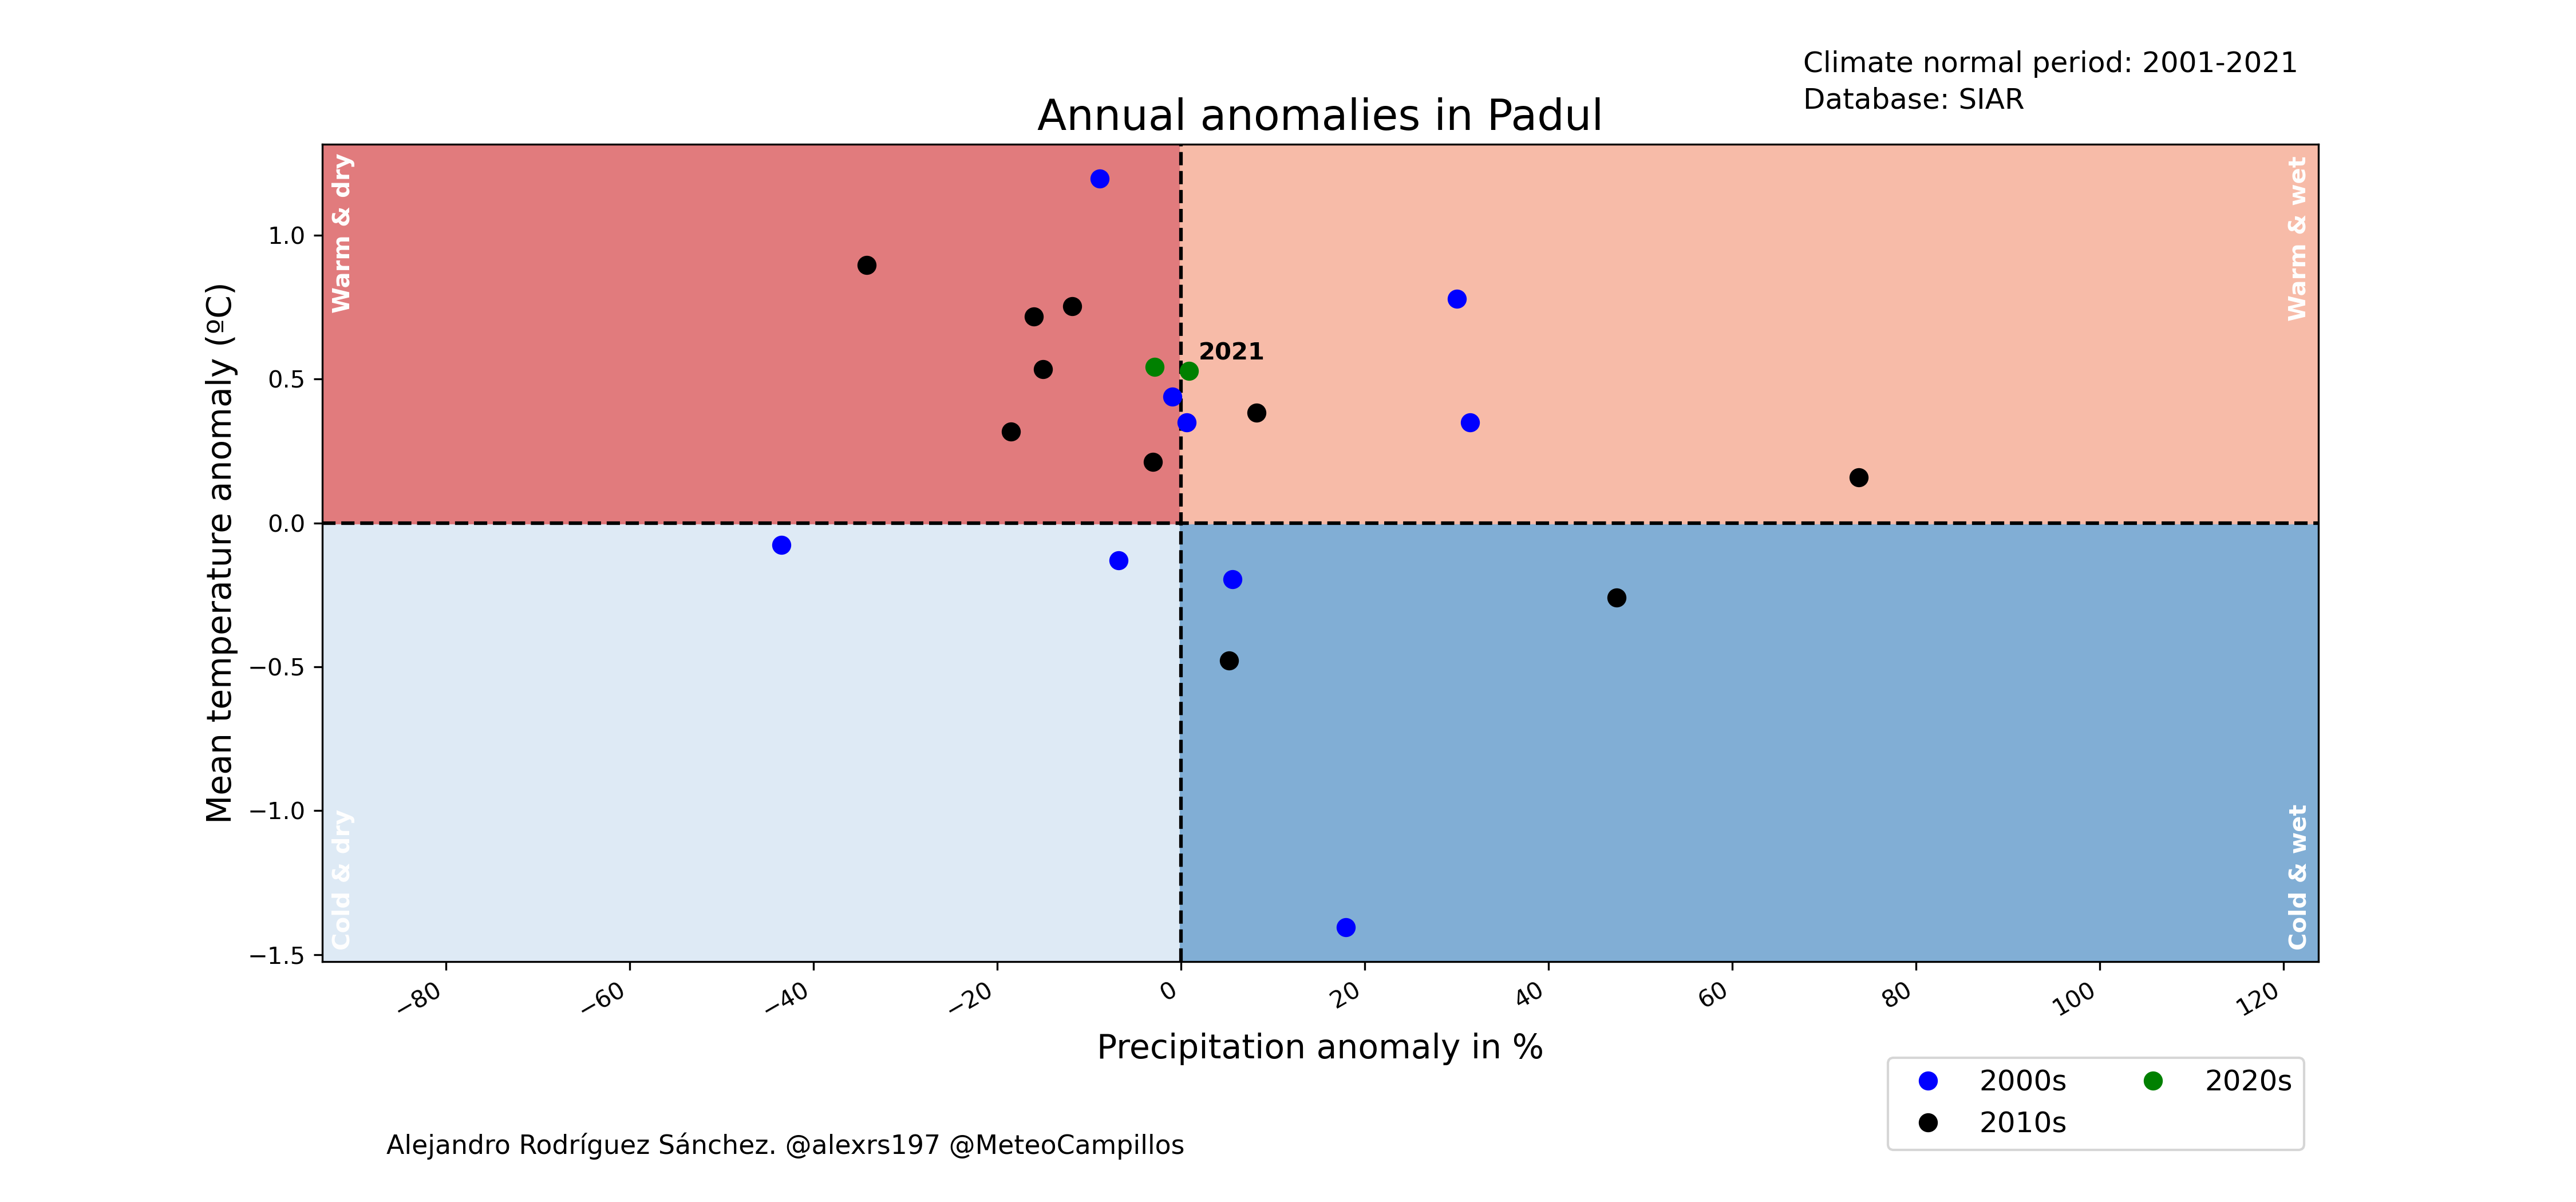 Climate normal period: 2001-2021
Database: SIAR
Annual anomalies in Padul
Warm & dry
Warm & wet
2021
Cold & dry
Cold & wet
Mean temperature anomaly (ºC)
1.0
0.5
0.0
−0.5
−1.0
−1.5
−80
−60
−40
−20
0
20
40
60
80
100
120
Precipitation anomaly in %
2000s
2010s
2020s
Alejandro Rodríguez Sánchez. @alexrs197 @MeteoCampillos